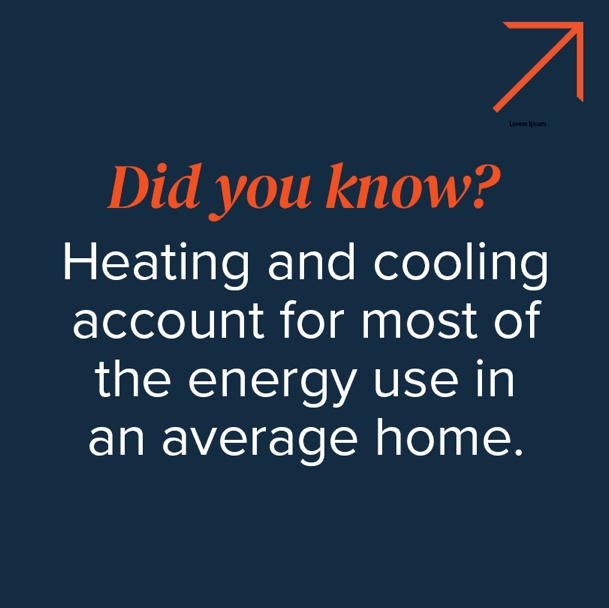 Lorem Ipsum
Did you know?
Heating and cooling
account for most of
the energy use in
an average home.